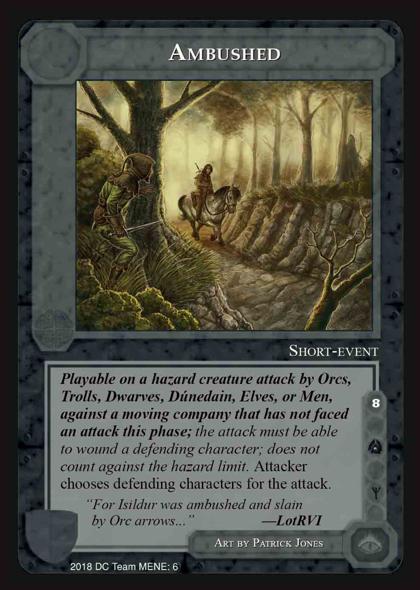 AMBUSHED
SHORT-EVENT
Playable on a hazard creature attack by Orcs,
Trolls, Dwarves, Dúnedain, Elves, or Men,
against a moving company that has not faced
an attack this phase; the attack must be able
to wound a defending character; does not
count against the hazard limit. Attacker
chooses defending characters for the attack.
8
"For Isildur was ambushed and slain
by Orc arrows..." —LotRVI
ART BY PATRICK JONES
2018 DC Team MENE: 6